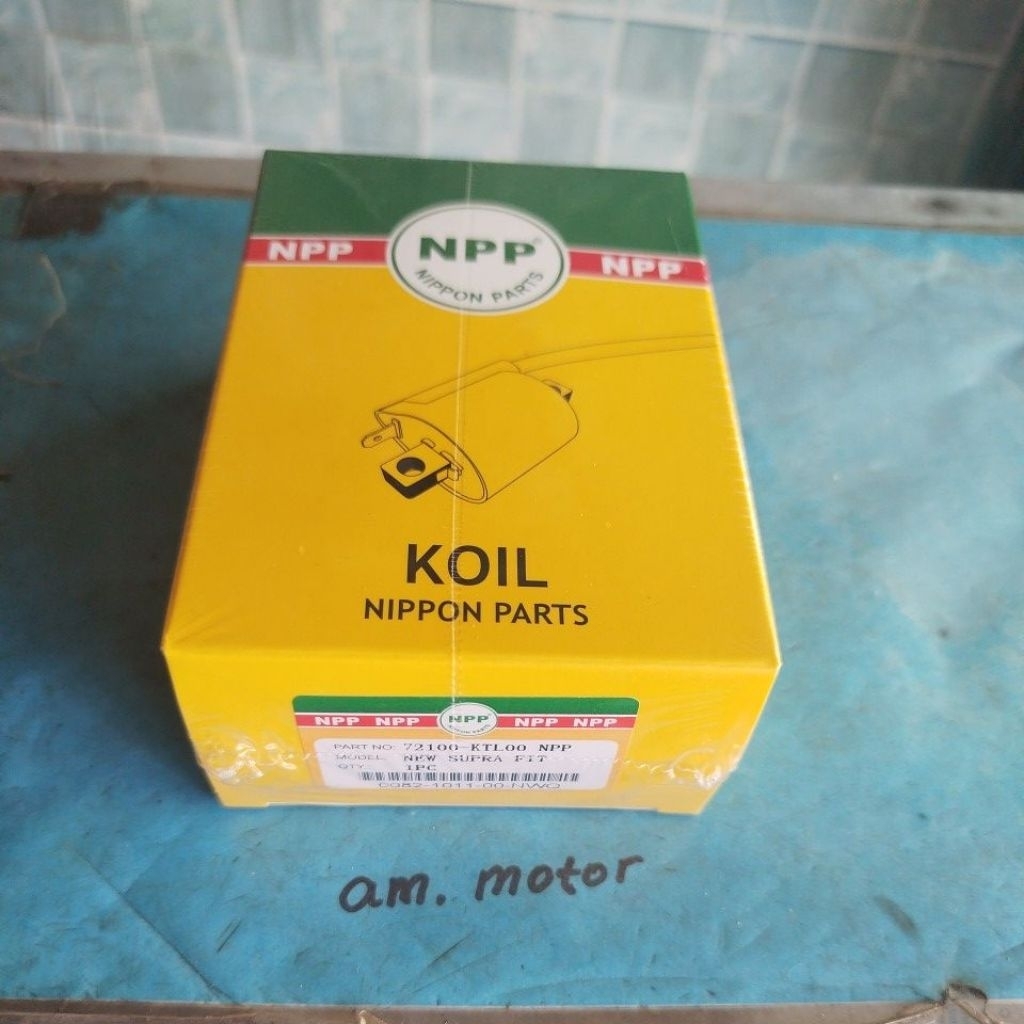 NPP NPP NPP
NIPPON PARTS
KOIL
NIPPON PARTS
NPP NPP NPP NPP NPP
PART NO: 72100-KTL00 NPP
MODEL: NEW SUPRA FIT
QTY: 1PC
am. motor